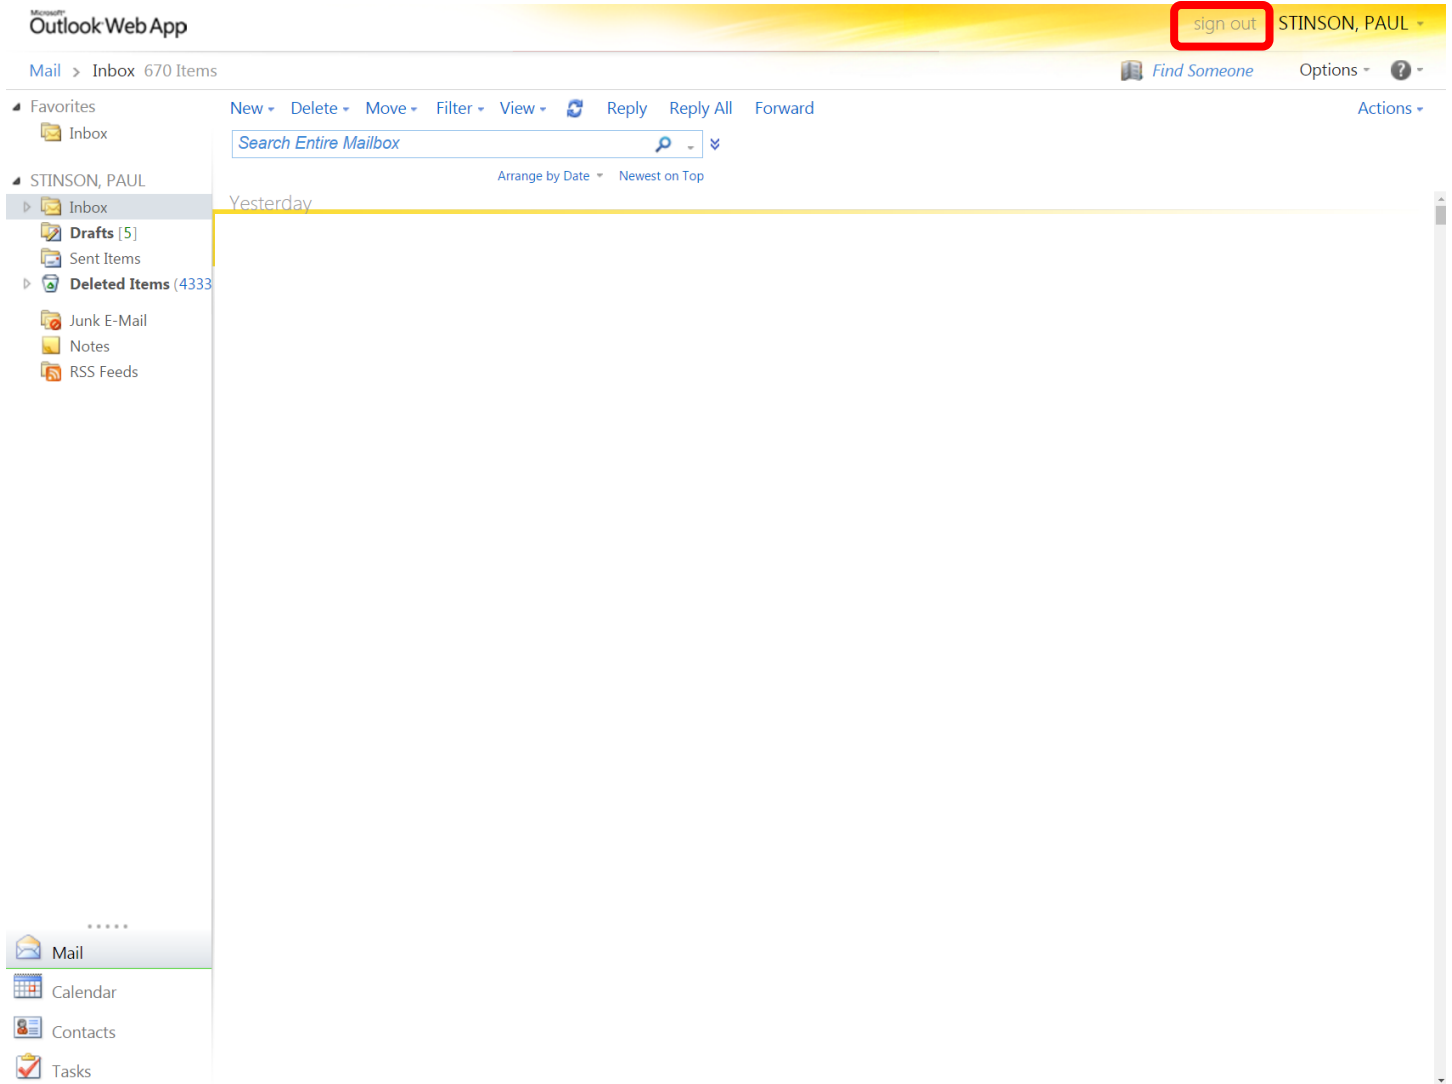 Microsoft®
Outlook Web App
sign out STINSON, PAUL
Mail > Inbox 670 Items
Find Someone Options ?
Favorites
Inbox
STINSON, PAUL
Inbox
Drafts [5]
Sent Items
Deleted Items (4333
Junk E-Mail
Notes
RSS Feeds
New Delete Move Filter View Reply Reply All Forward Actions
Search Entire Mailbox
Arrange by Date Newest on Top
Yesterday
Mail
Calendar
Contacts
Tasks